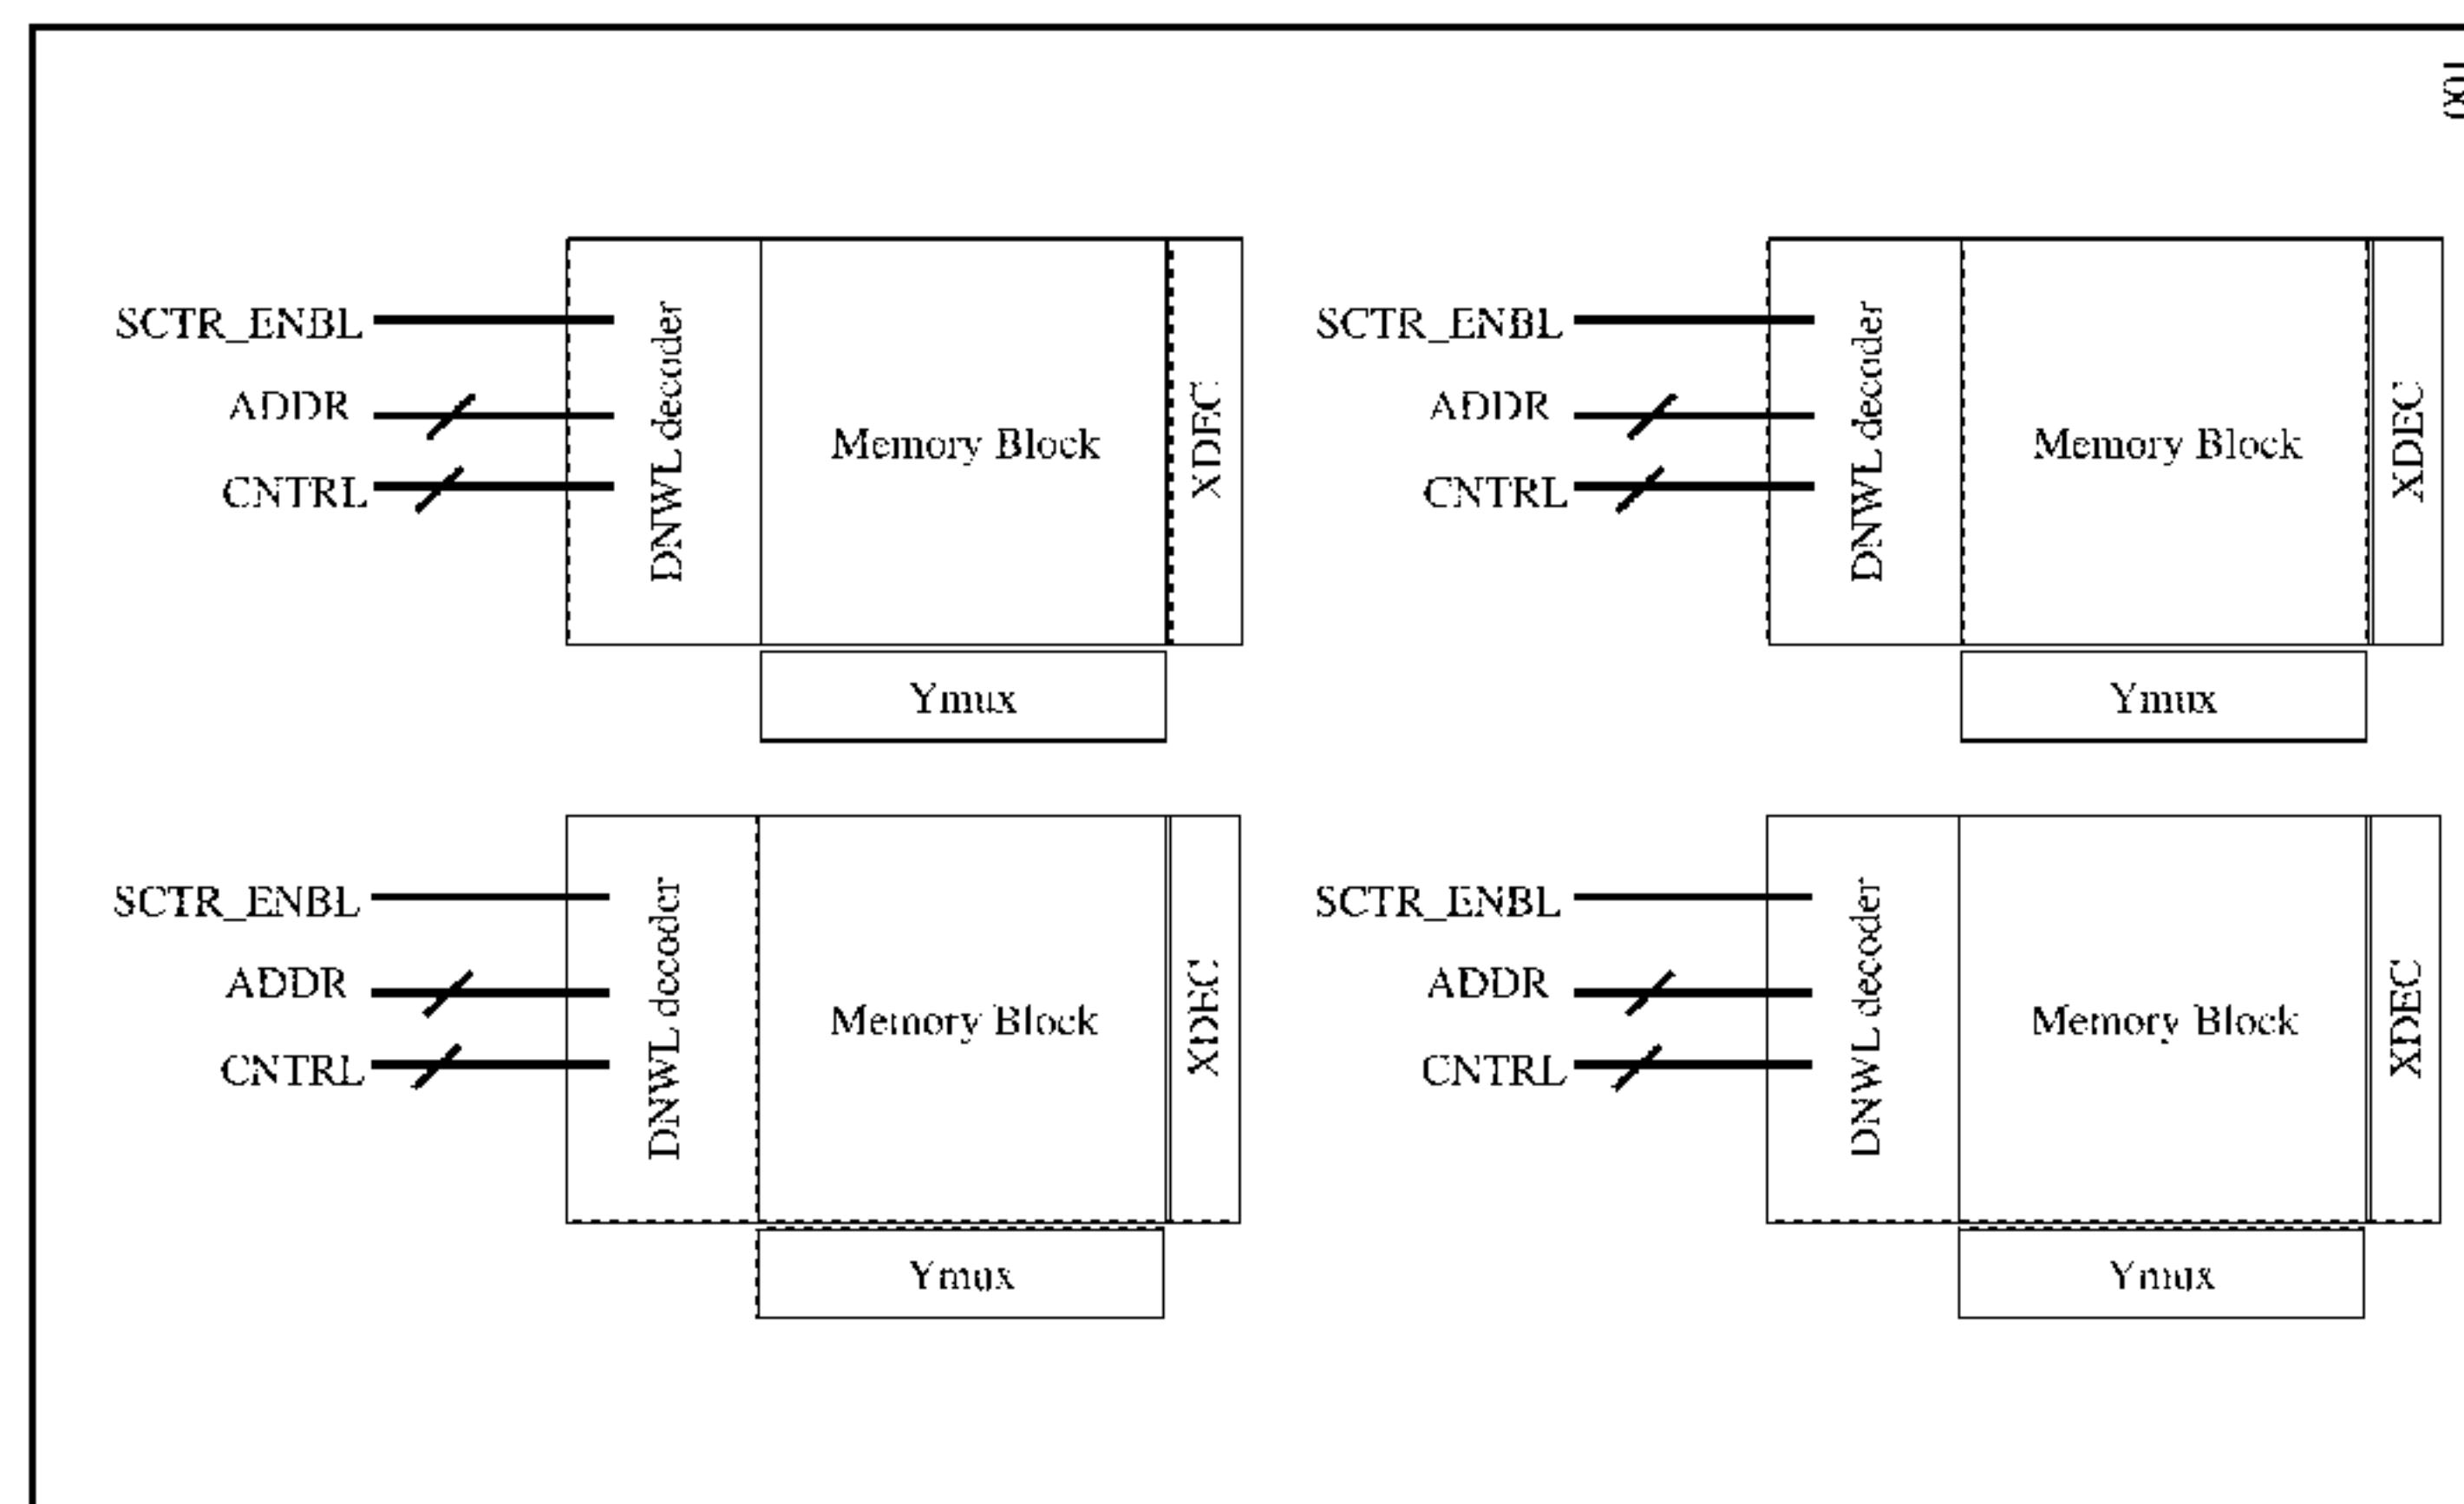 100
SCTR_ENBL
ADDR
CNTRL
DNWL decoder
Memory Block
XDEC
Ymux
SCTR_ENBL
ADDR
CNTRL
DNWL decoder
Memory Block
XDEC
Ymux
SCTR_ENBL
ADDR
CNTRL
DNWL decoder
Memory Block
XDEC
Ymux
SCTR_ENBL
ADDR
CNTRL
DNWL decoder
Memory Block
XDEC
Ymux